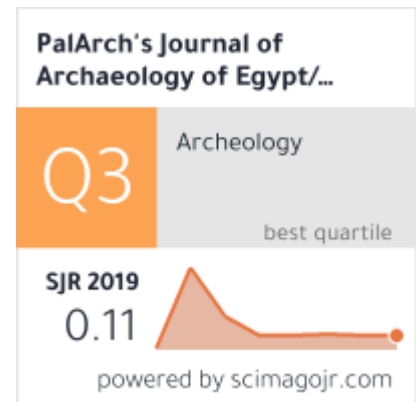 PalArch's Journal of
Archaeology of Egypt/...
Q3
Archeology
best quartile
SJR 2019
0.11
powered by scimagojr.com